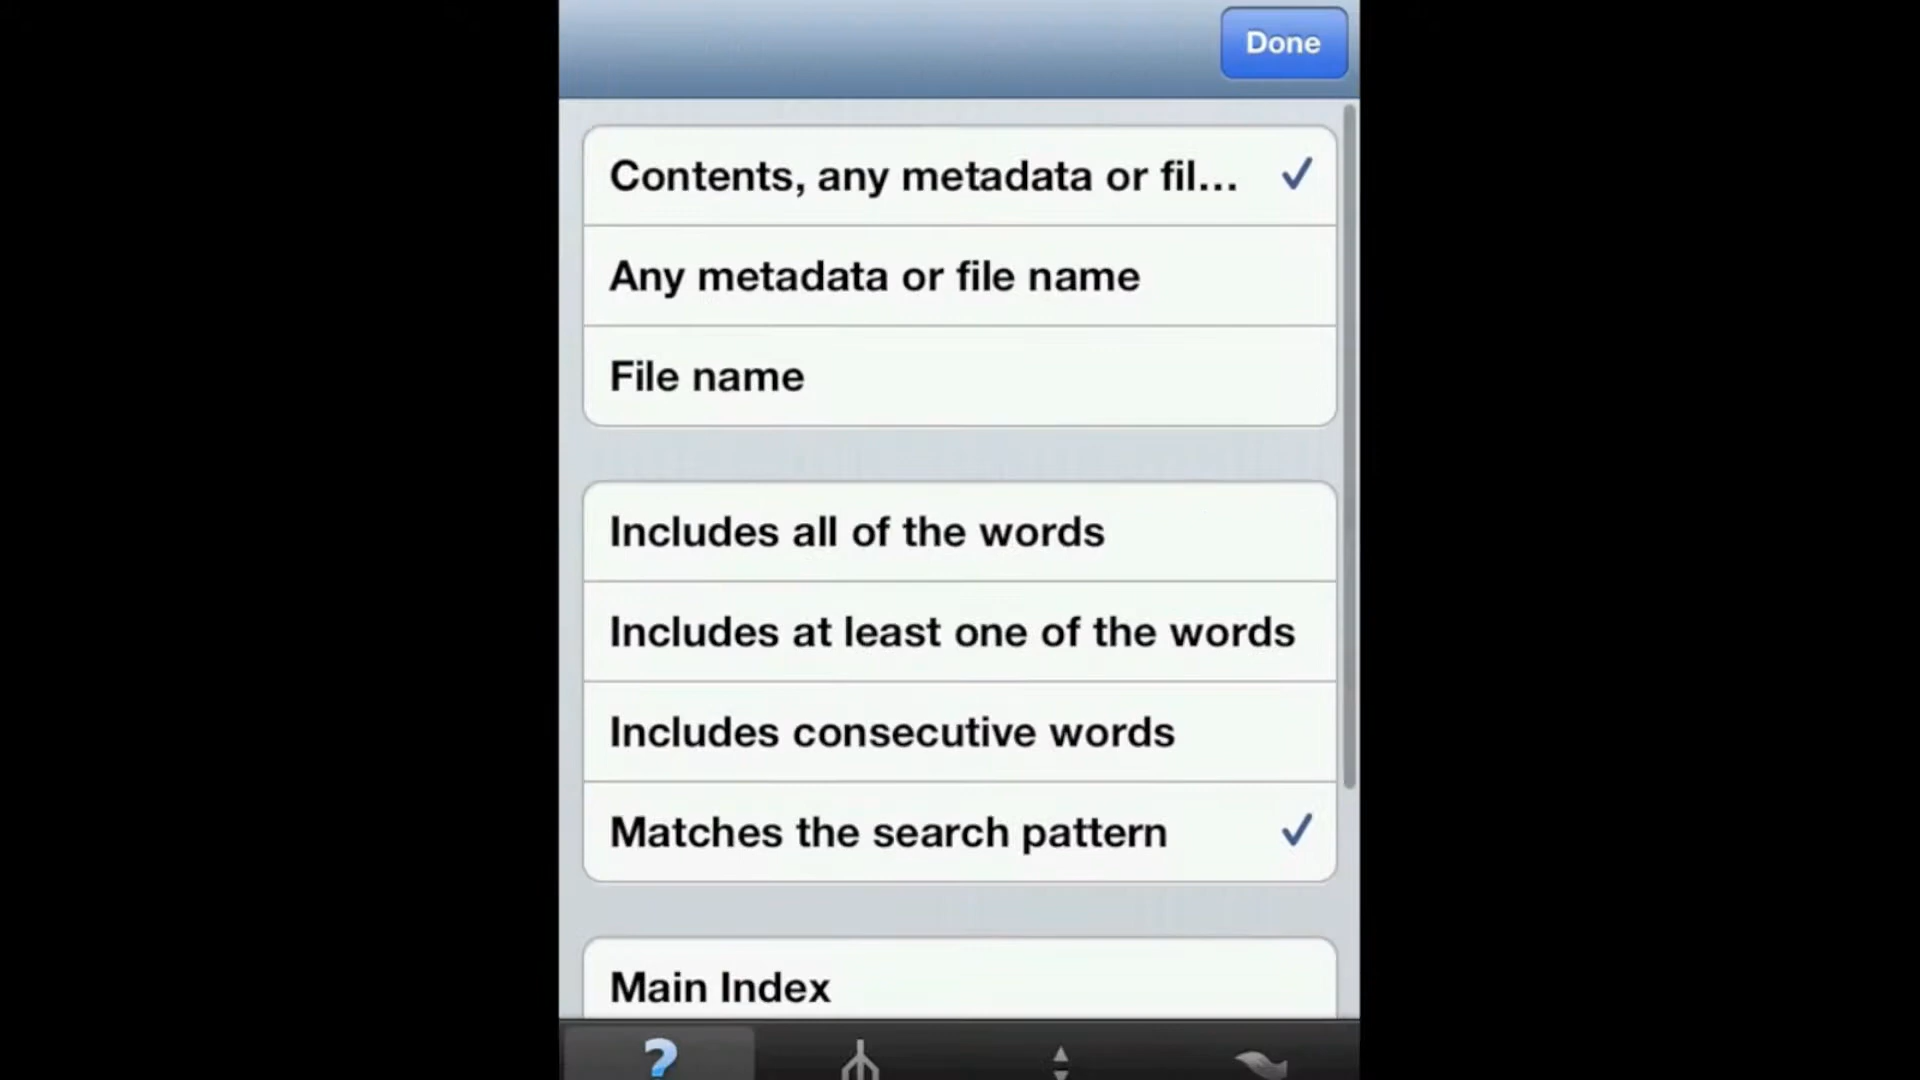 Done
Contents, any metadata or fil...
Any metadata or file name
File name
Includes all of the words
Includes at least one of the words
Includes consecutive words
Matches the search pattern
Main Index
?